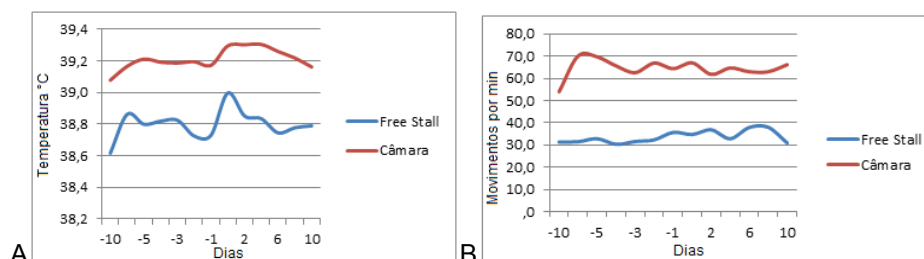 39,4
39,2
39,0
38,8
38,6
38,4
38,2
Temperatura °C
-10 -5 -3 -1 2 6 10
Dias
Free Stall
Câmara
A
80,0
70,0
60,0
50,0
40,0
30,0
20,0
10,0
,0
Movimentos por min
-10 -5 -3 -1 2 6 10
Dias
Free Stall
Câmara
B